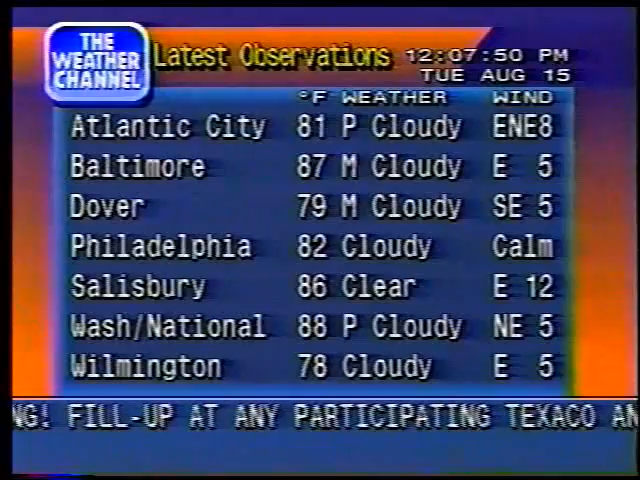 THE
WEATHER
CHANNEL
Latest Observations
12:07:50 PM
TUE AUG 15
°F WEATHER WIND
Atlantic City 81 P Cloudy ENE8
Baltimore 87 M Cloudy E 5
Dover 79 M Cloudy SE 5
Philadelphia 82 Cloudy Calm
Salisbury 86 Clear E 12
Wash/National 88 P Cloudy NE 5
Wilmington 78 Cloudy E 5
NG! FILL-UP AT ANY PARTICIPATING TEXACO AN